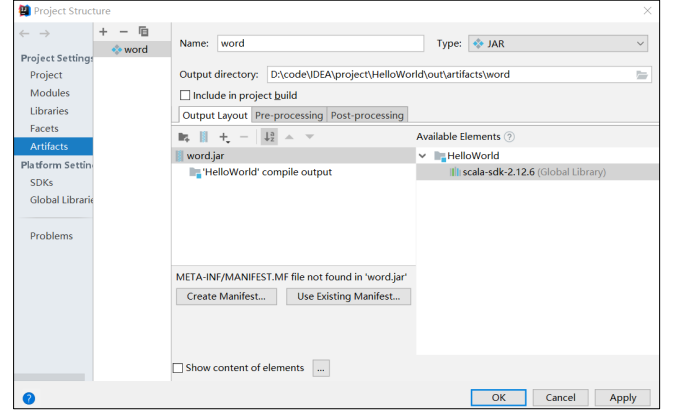 Project Structure
word
Name: word Type: JAR
Project Settings
Project
Modules
Libraries
Facets
Artifacts
Platform Settin
SDKs
Global Librarie
Problems
Output directory: D:\code\IDEA\project\HelloWorld\out\artifacts\word
Include in project build
Output Layout Pre-processing Post-processing
Available Elements
word.jar
'HelloWorld' compile output
HelloWorld
scala-sdk-2.12.6 (Global Library)
META-INF/MANIFEST.MF file not found in 'word.jar'
Create Manifest... Use Existing Manifest...
Show content of elements ...
OK Cancel Apply